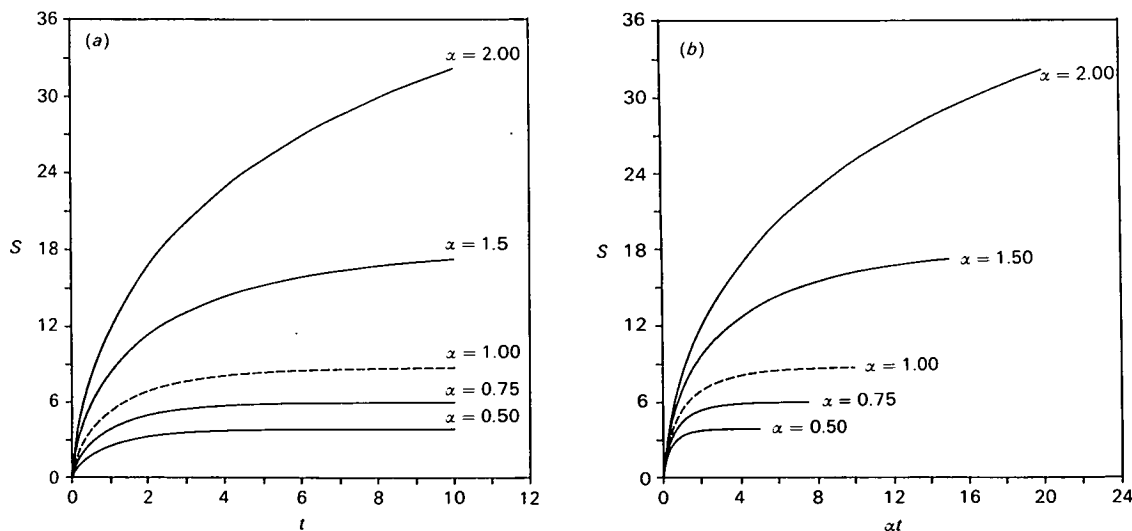 (a)
36
30
24
18
12
6
0
S
α = 2.00
α = 1.5
α = 1.00
α = 0.75
α = 0.50
0 2 4 6 8 10 12
t
(b)
36
30
24
18
12
6
0
S
α = 2.00
α = 1.50
α = 1.00
α = 0.75
α = 0.50
0 4 8 12 16 20 24
αt